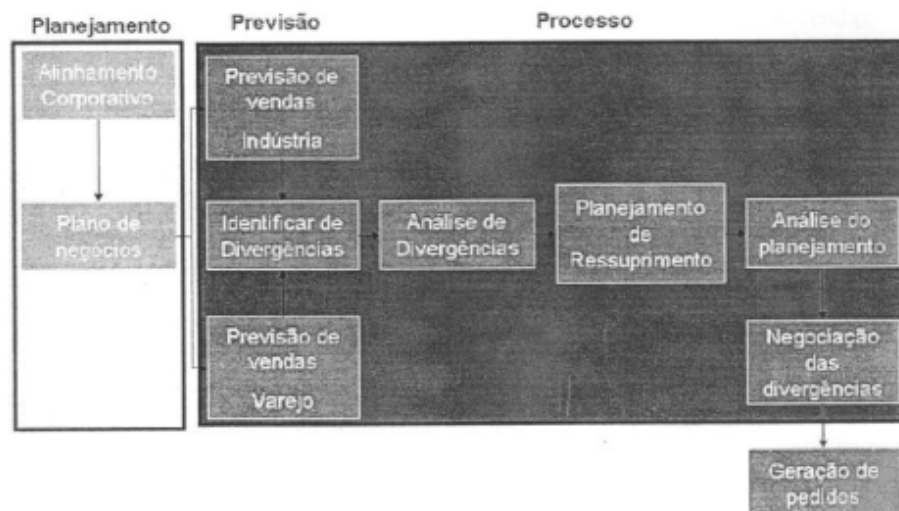 Planejamento
Previsão
Processo
Alinhamento
Corporativo
Plano de
negócios
Previsão de
vendas
Indústria
Identificar de
Divergências
Previsão de
vendas
Varejo
Análise de
Divergências
Planejamento
de
Ressuprimento
Análise do
planejamento
Negociação
das
divergências
Geração de
pedidos